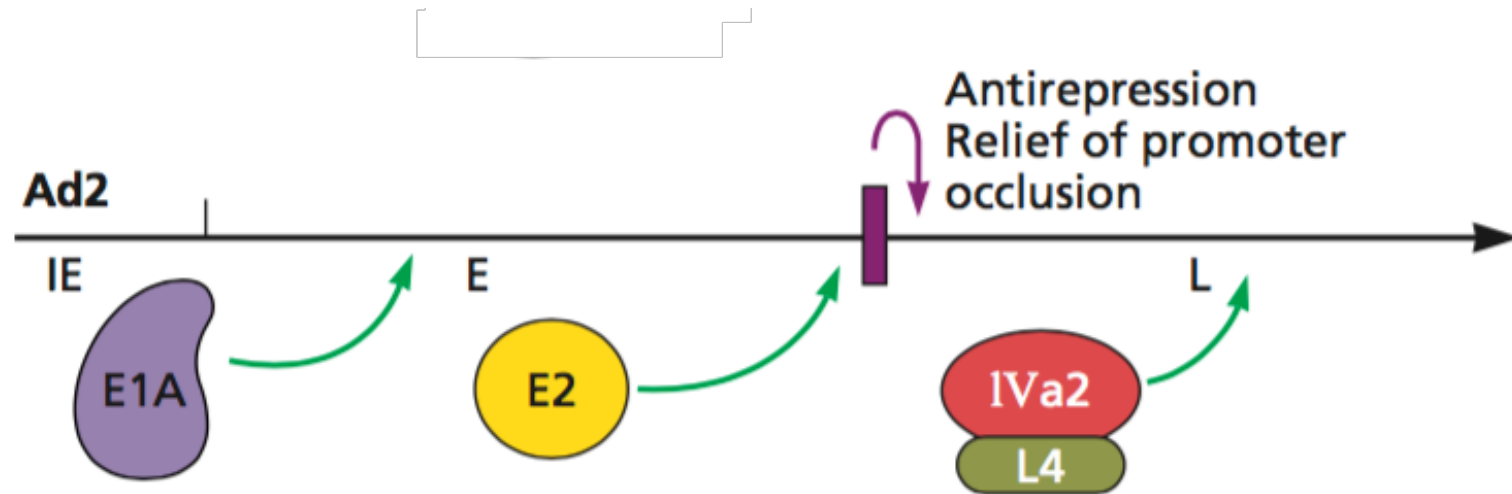 Antirepression
Relief of promoter
occlusion
Ad2
IE
E
L
E1A
E2
IVa2
L4